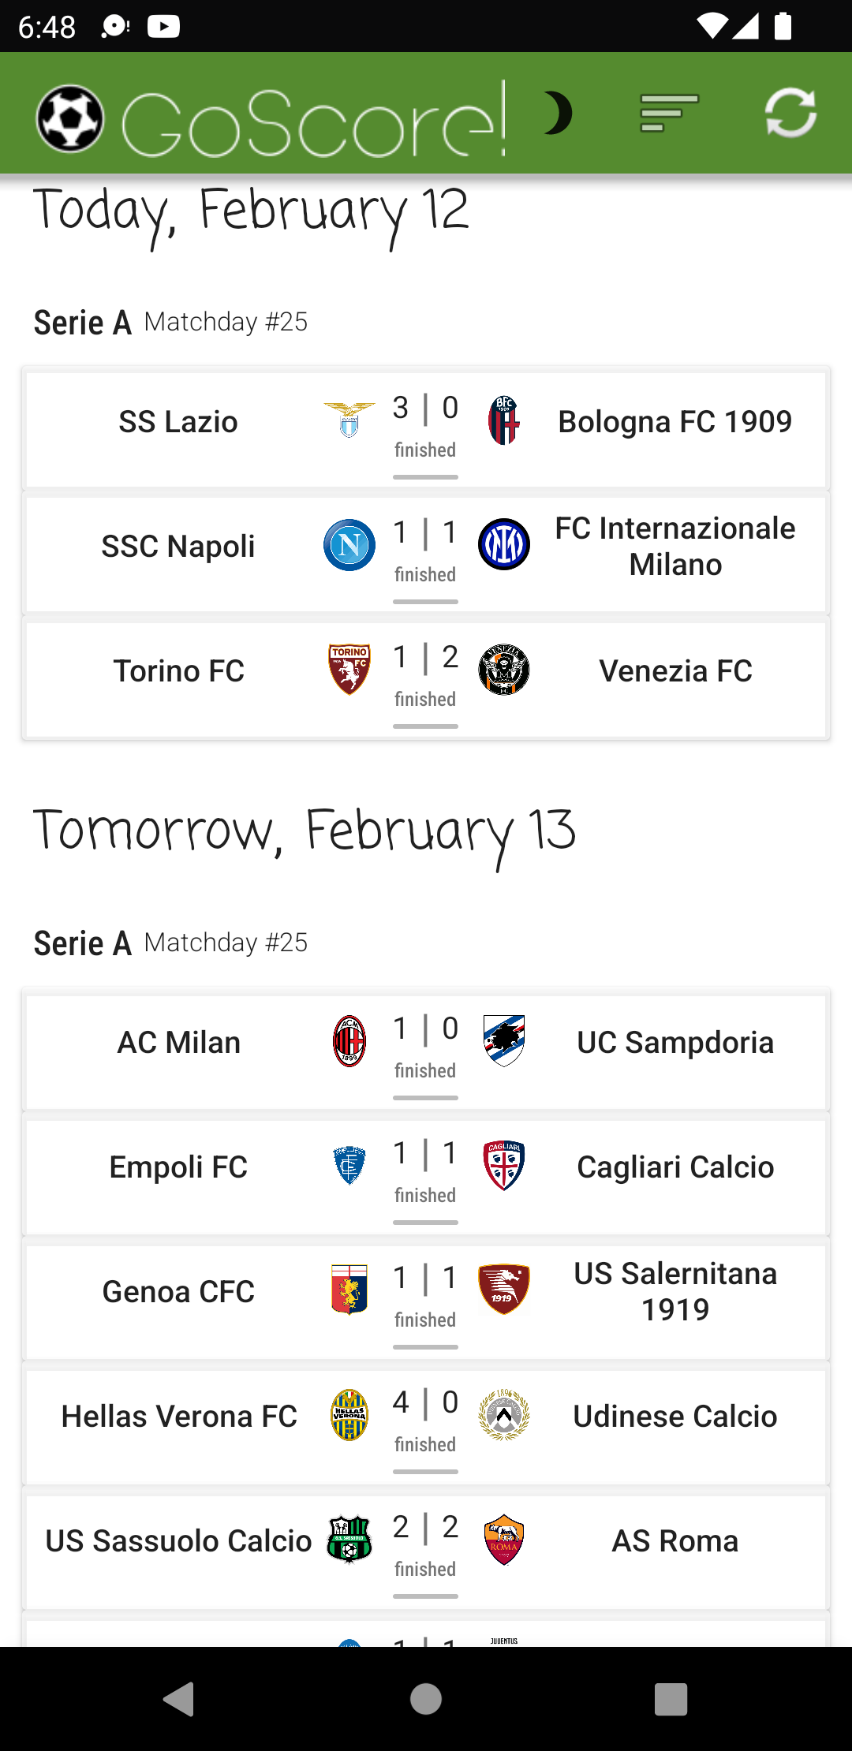 6:48
GoScore!
Today, February 12
Serie A Matchday #25
SS Lazio 3 | 0 Bologna FC 1909
finished
SSC Napoli 1 | 1 FC Internazionale Milano
finished
Torino FC 1 | 2 Venezia FC
finished
Tomorrow, February 13
Serie A Matchday #25
AC Milan 1 | 0 UC Sampdoria
finished
Empoli FC 1 | 1 Cagliari Calcio
finished
Genoa CFC 1 | 1 US Salernitana 1919
finished
Hellas Verona FC 4 | 0 Udinese Calcio
finished
US Sassuolo Calcio 2 | 2 AS Roma
finished
1 | 1